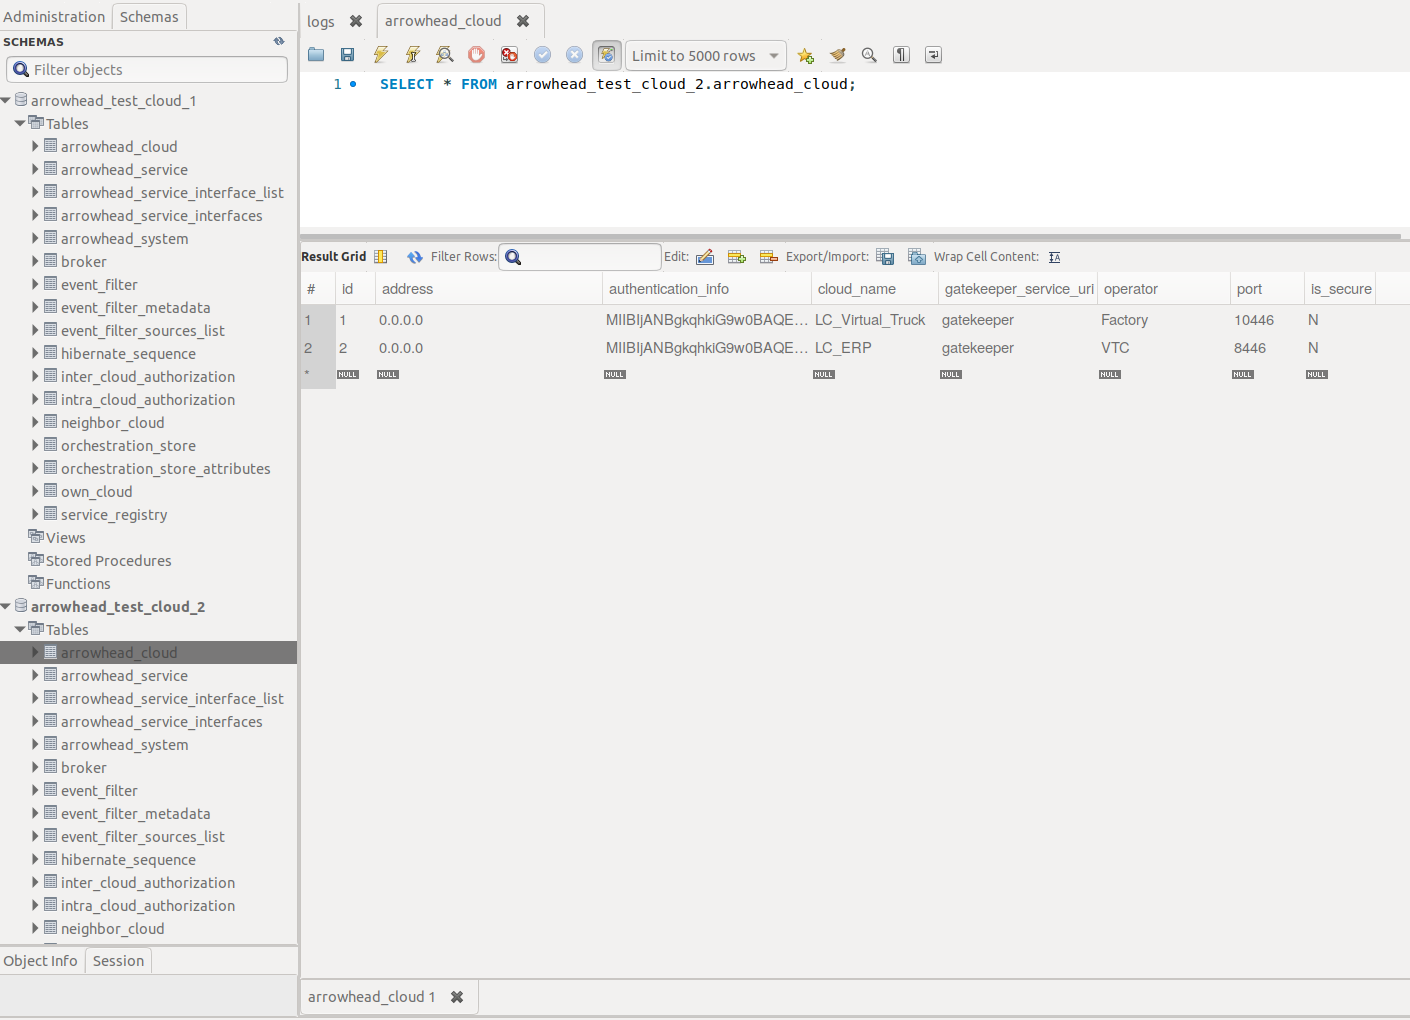 Administration Schemas
SCHEMAS
Filter objects
arrowhead_test_cloud_1
Tables
arrowhead_cloud
arrowhead_service
arrowhead_service_interface_list
arrowhead_service_interfaces
arrowhead_system
broker
event_filter
event_filter_metadata
event_filter_sources_list
hibernate_sequence
inter_cloud_authorization
intra_cloud_authorization
neighbor_cloud
orchestration_store
orchestration_store_attributes
own_cloud
service_registry
Views
Stored Procedures
Functions
arrowhead_test_cloud_2
Tables
arrowhead_cloud
arrowhead_service
arrowhead_service_interface_list
arrowhead_service_interfaces
arrowhead_system
broker
event_filter
event_filter_metadata
event_filter_sources_list
hibernate_sequence
inter_cloud_authorization
intra_cloud_authorization
neighbor_cloud
Object Info Session
logs arrowhead_cloud
Limit to 5000 rows
1 SELECT * FROM arrowhead_test_cloud_2.arrowhead_cloud;
Result Grid Filter Rows: Edit: Export/Import: Wrap Cell Content:
# id address authentication_info cloud_name gatekeeper_service_uri operator port is_secure
1 1 0.0.0.0 MIIBIjANBgkqhkiG9w0BAQE... LC_Virtual_Truck gatekeeper Factory 10446 N
2 2 0.0.0.0 MIIBIjANBgkqhkiG9w0BAQE... LC_ERP gatekeeper VTC 8446 N
* NULL NULL NULL NULL NULL NULL NULL NULL
arrowhead_cloud 1